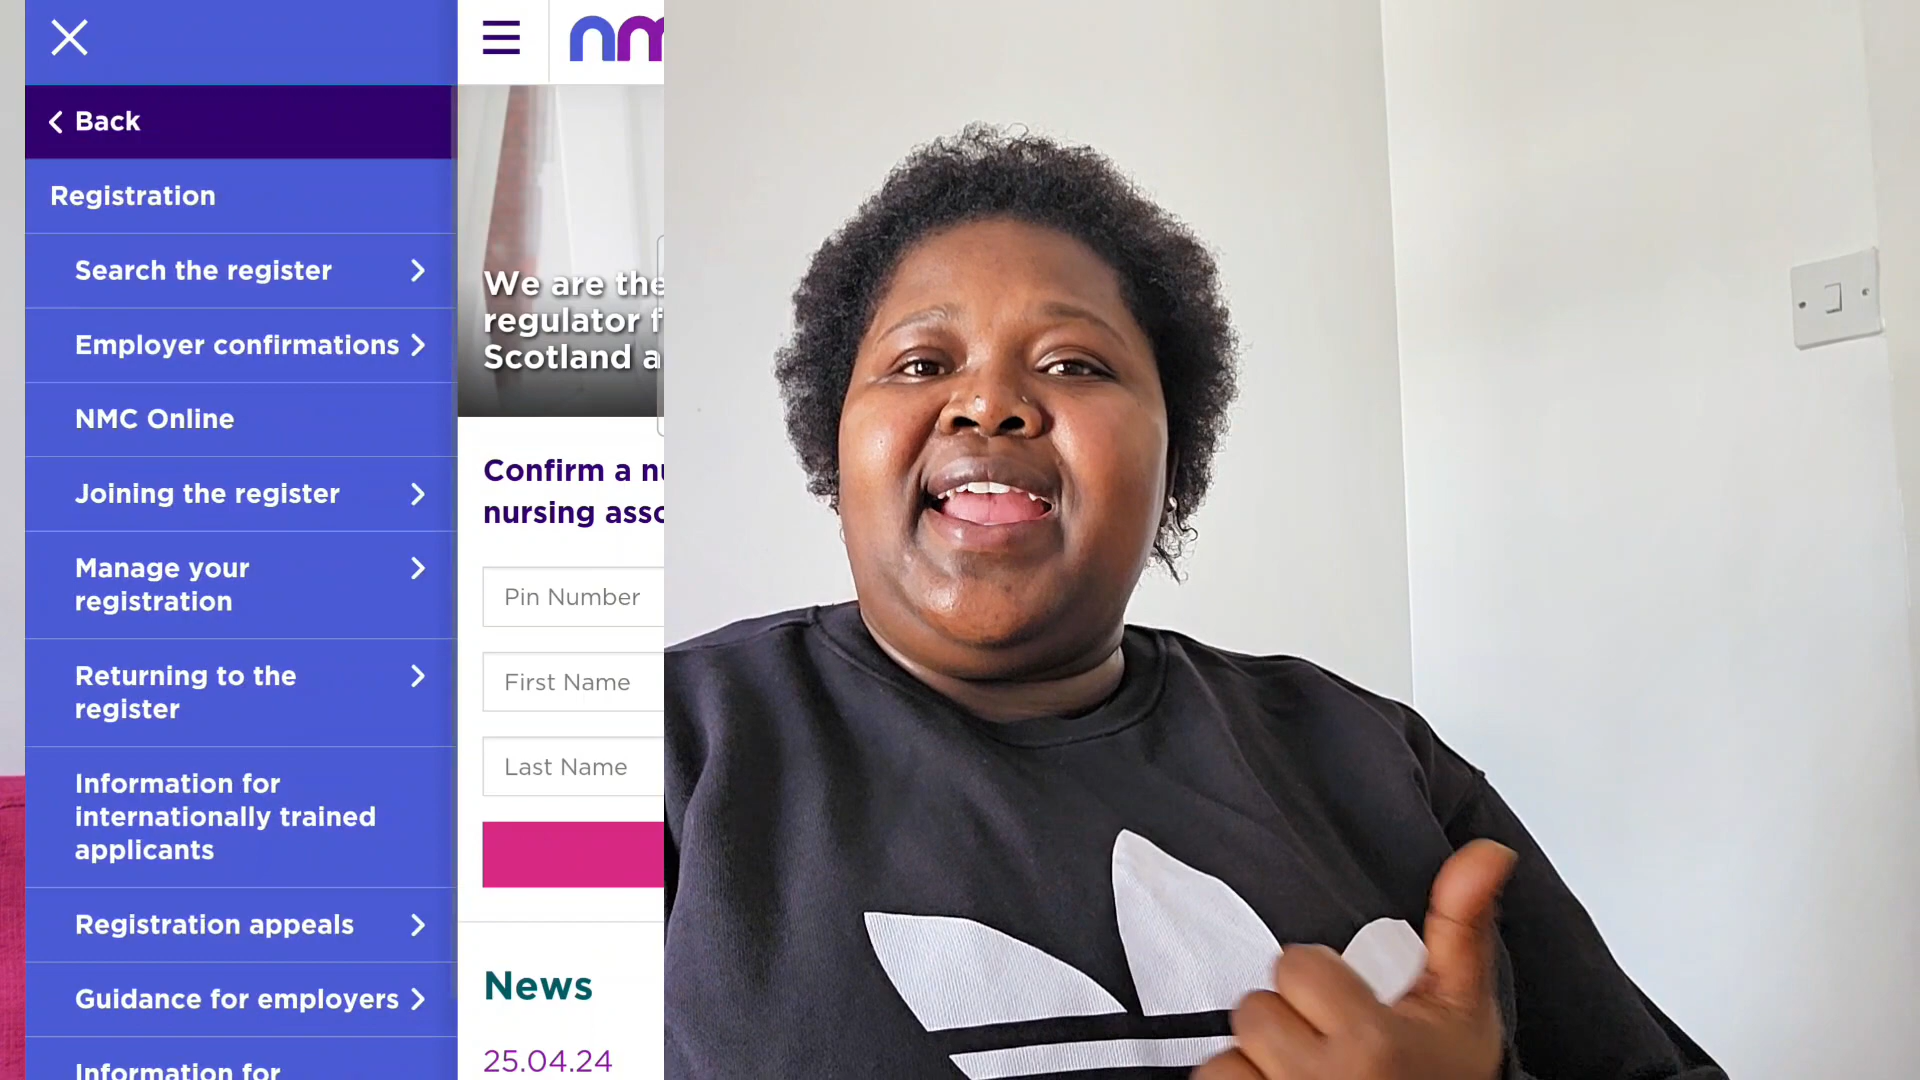 Back
Registration
Search the register
Employer confirmations
NMC Online
Joining the register
Manage your
registration
Returning to the
register
Information for
internationally trained
applicants
Registration appeals
Guidance for employers
Information for
nm
We are the
regulator f
Scotland a
Confirm a nu
nursing asso
Pin Number
First Name
Last Name
News
25.04.24